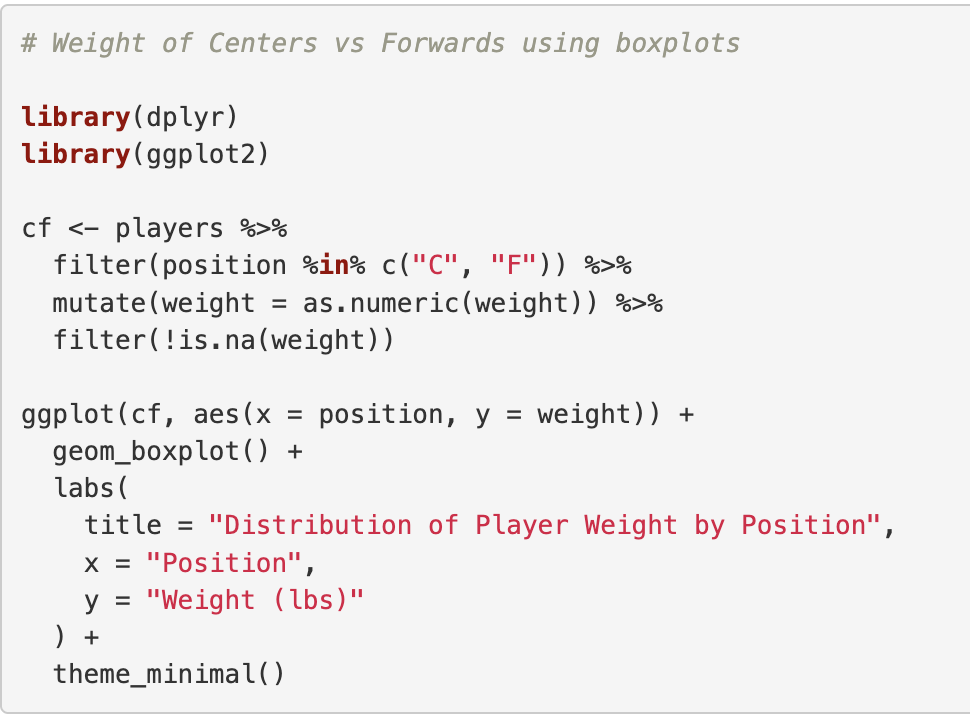 # Weight of Centers vs Forwards using boxplots

library(dplyr)
library(ggplot2)

cf <- players %>%
  filter(position %in% c("C", "F")) %>%
  mutate(weight = as.numeric(weight)) %>%
  filter(!is.na(weight))

ggplot(cf, aes(x = position, y = weight)) +
  geom_boxplot() +
  labs(
    title = "Distribution of Player Weight by Position",
    x = "Position",
    y = "Weight (lbs)"
  ) +
  theme_minimal()